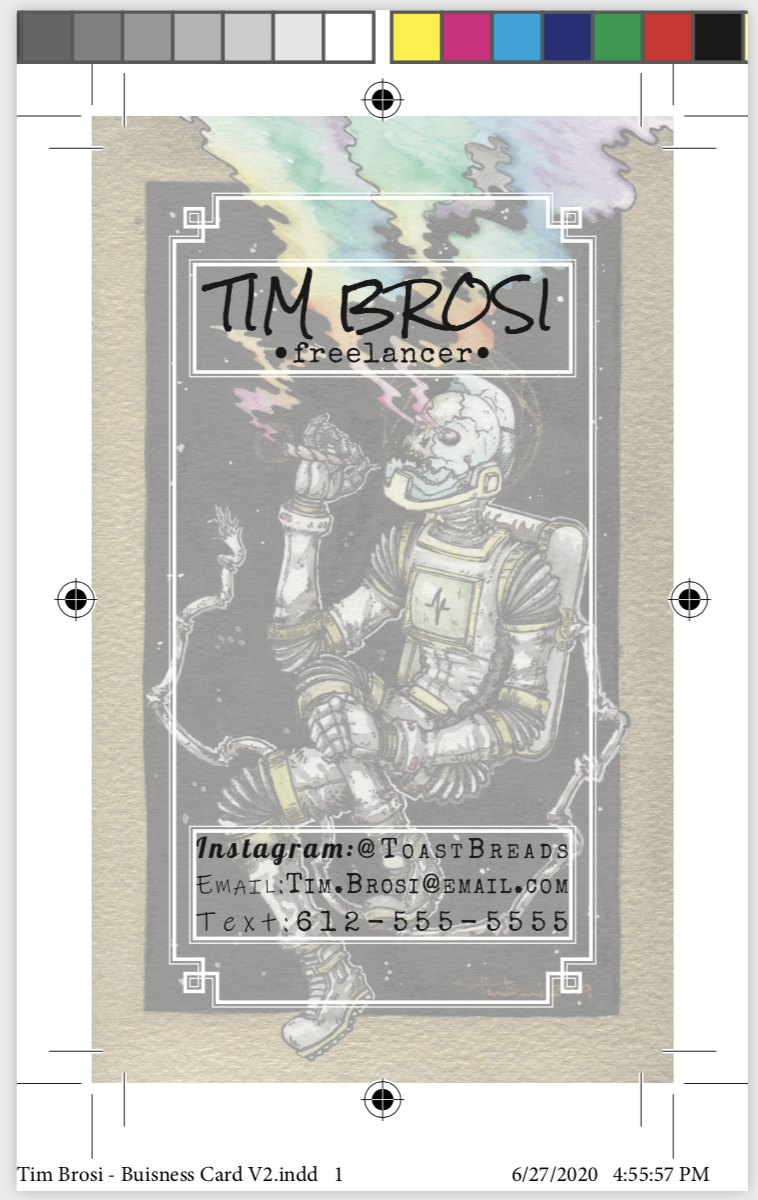 TIM BROSI
•freelancer•
Instagram:@ToastBreads
Email:Tim.Brosi@email.com
Text:612-555-5555
Tim Brosi - Buisness Card V2.indd 1 6/27/2020 4:55:57 PM